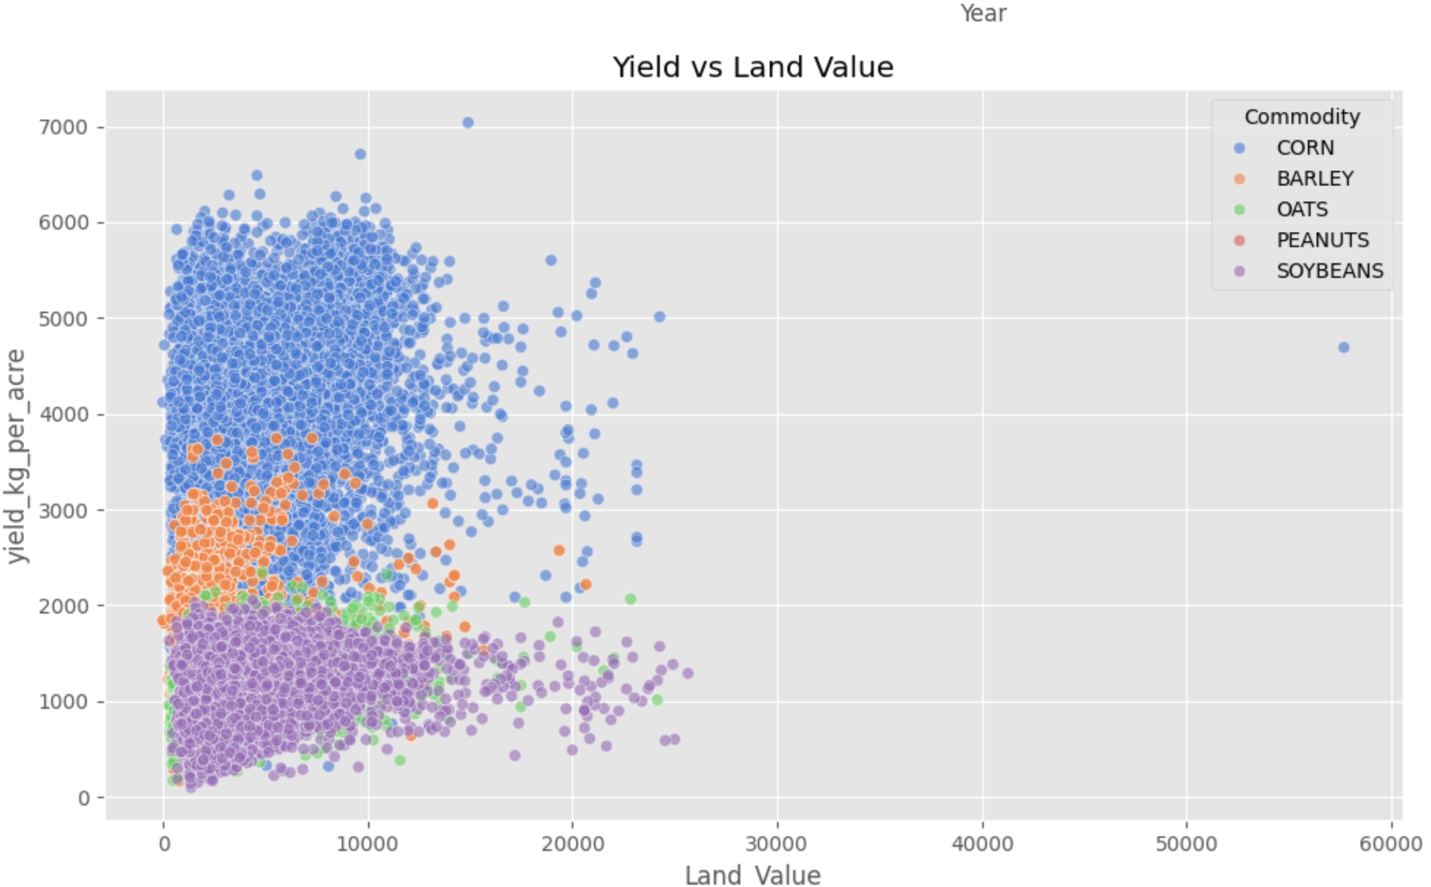 Year
Yield vs Land Value
7000
6000
5000
4000
3000
2000
1000
0
yield_kg_per_acre
Commodity
CORN
BARLEY
OATS
PEANUTS
SOYBEANS
0 10000 20000 30000 40000 50000 60000
Land Value